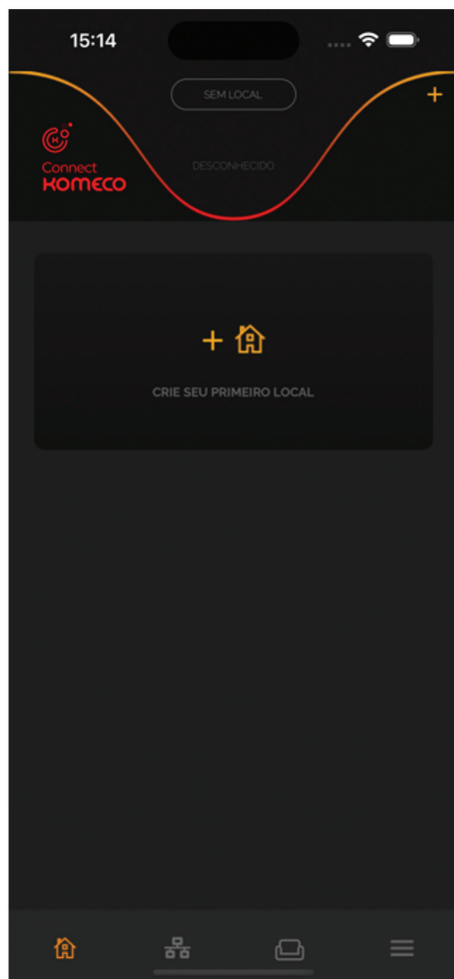 15:14
SEM LOCAL
+
Connect
KOMECO
DESCONHECIDO
+
CRIE SEU PRIMEIRO LOCAL